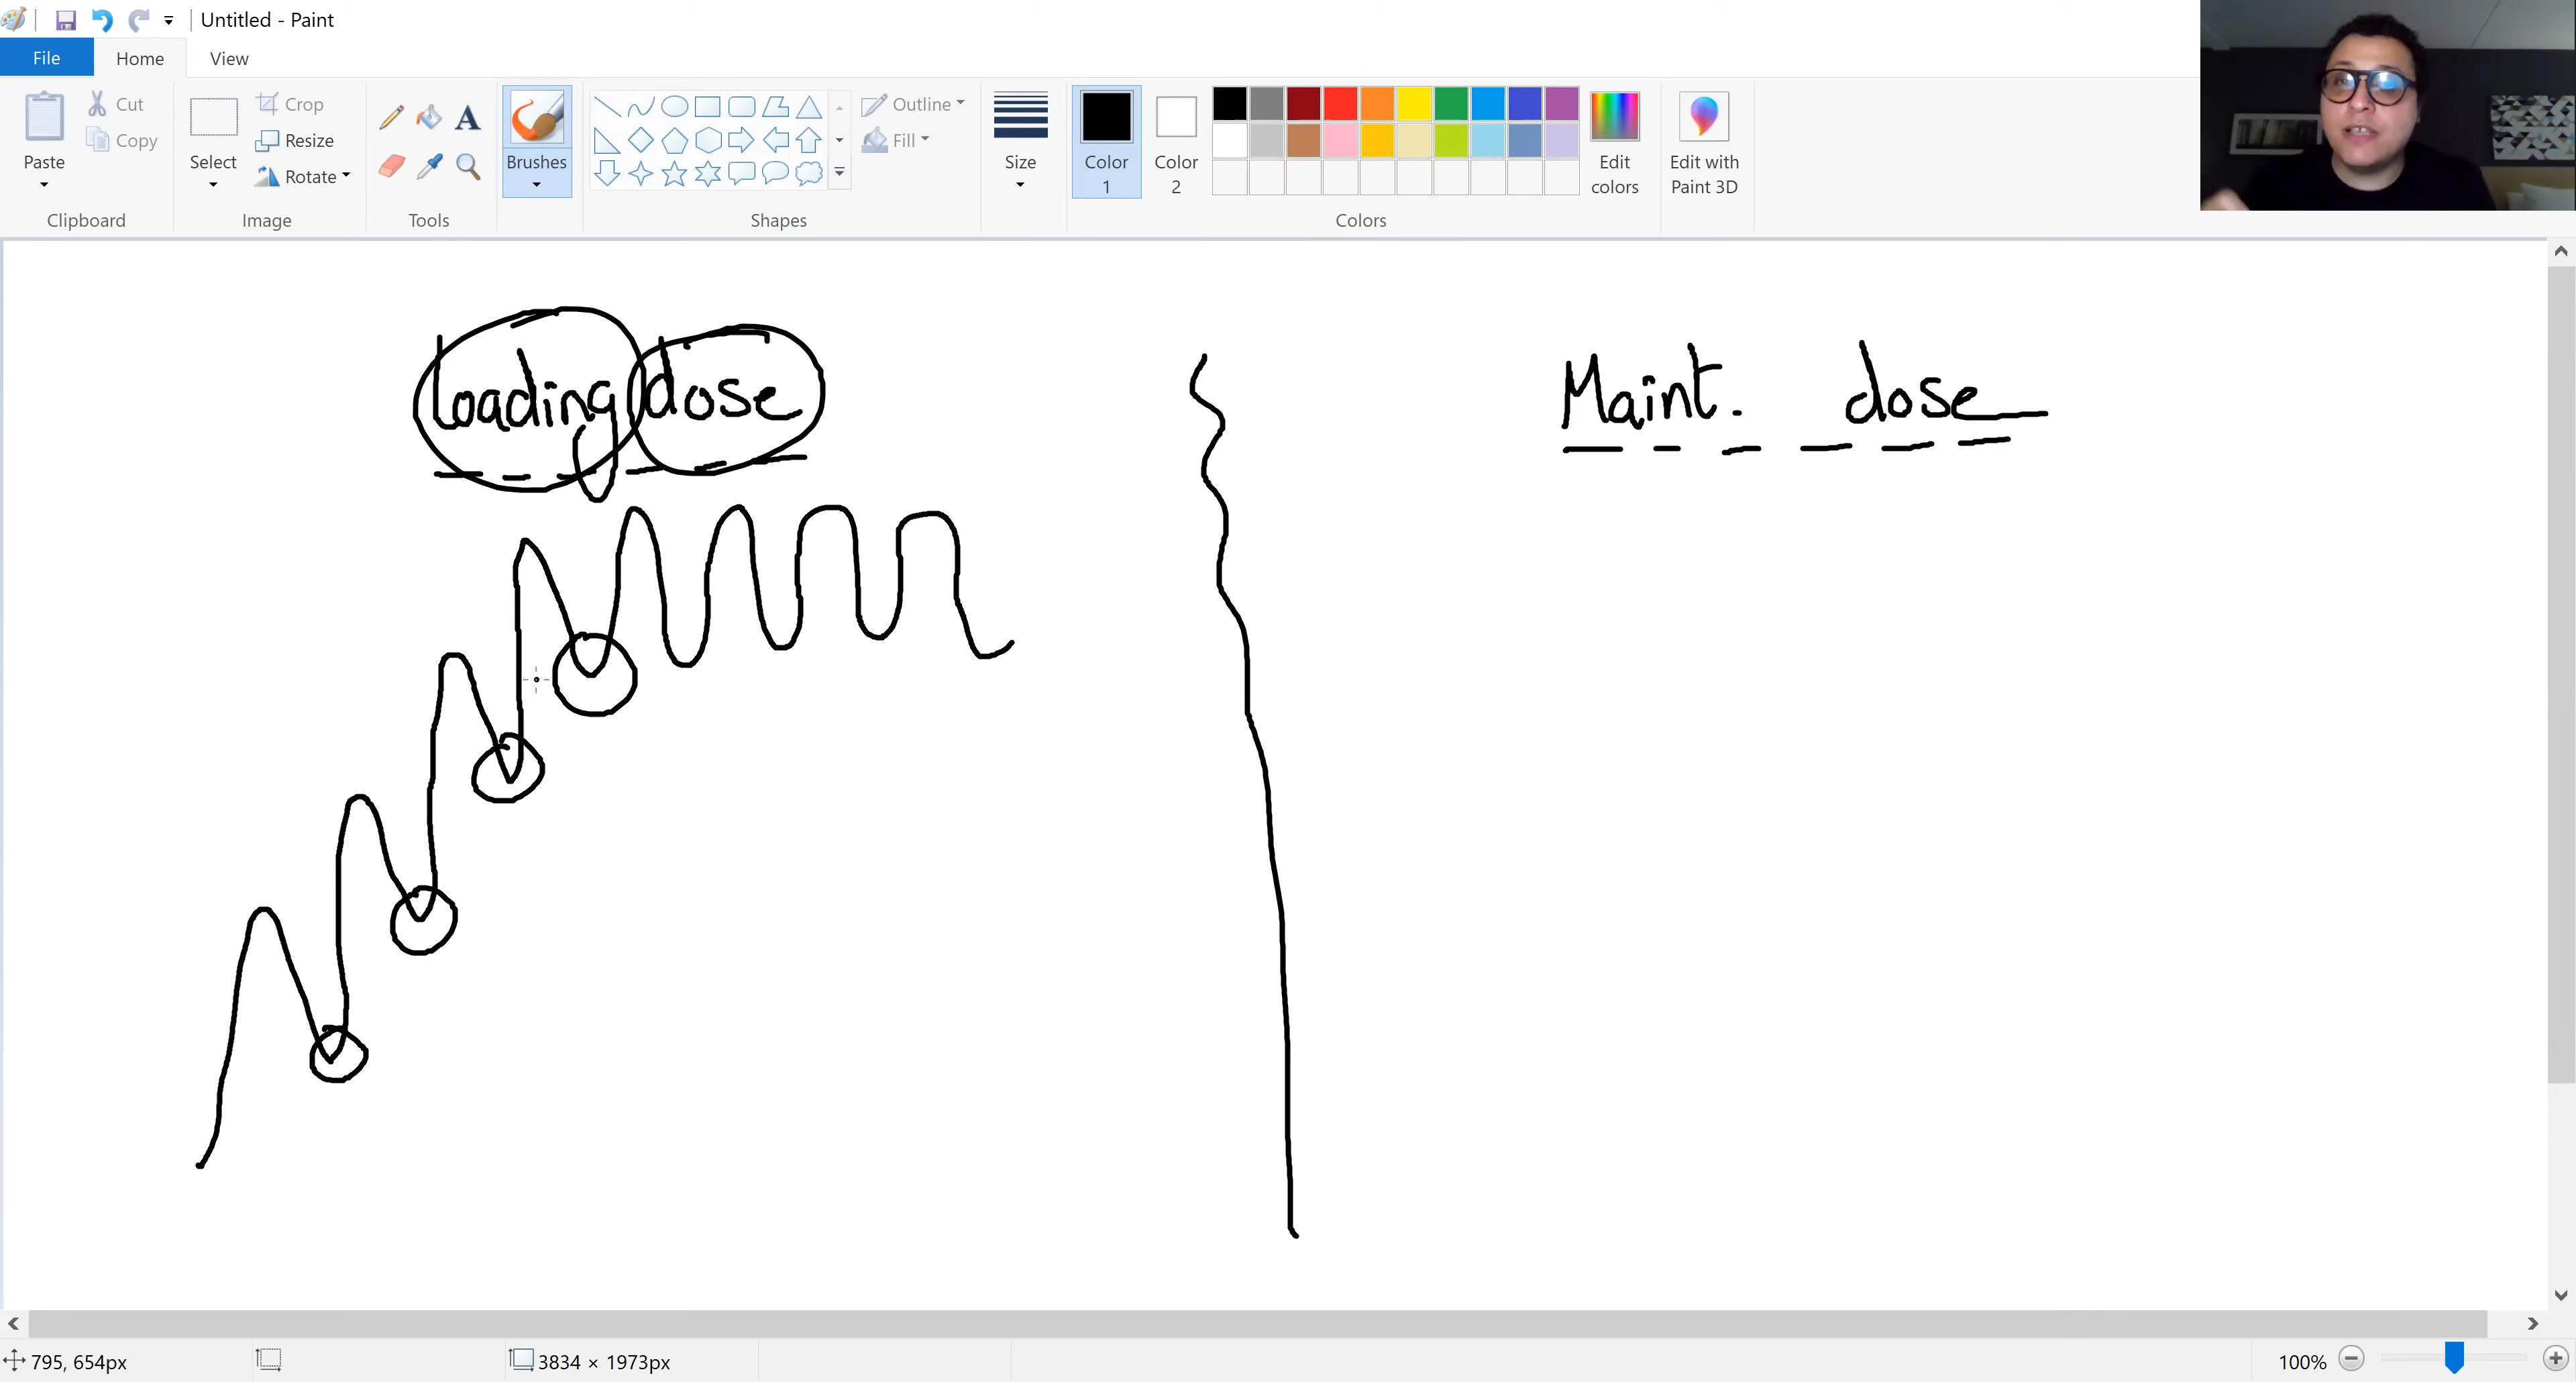 Untitled - Paint
File Home View
Paste
Cut
Copy
Clipboard
Select
Crop
Resize
Rotate
Image
A
Tools
Brushes
Outline
Fill
Shapes
Size
Color 1
Color 2
Edit colors
Colors
Edit with Paint 3D
loading dose
Maint. dose
795, 654px
3834 × 1973px
100%